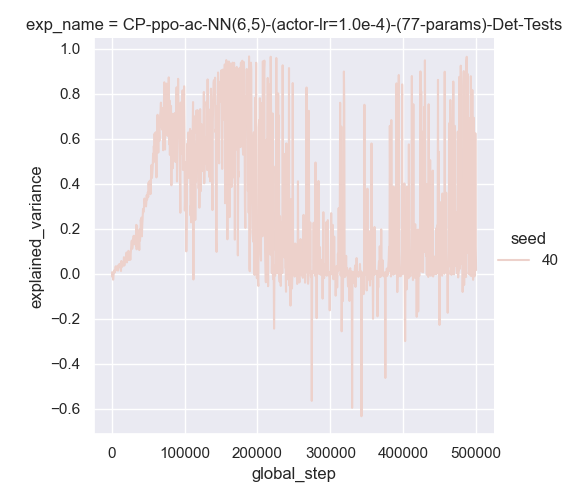 exp_name = CP-ppo-ac-NN(6,5)-(actor-lr=1.0e-4)-(77-params)-Det-Tests
1.0
0.8
0.6
0.4
0.2
0.0
−0.2
−0.4
−0.6
explained_variance
seed
40
0 100000 200000 300000 400000 500000
global_step